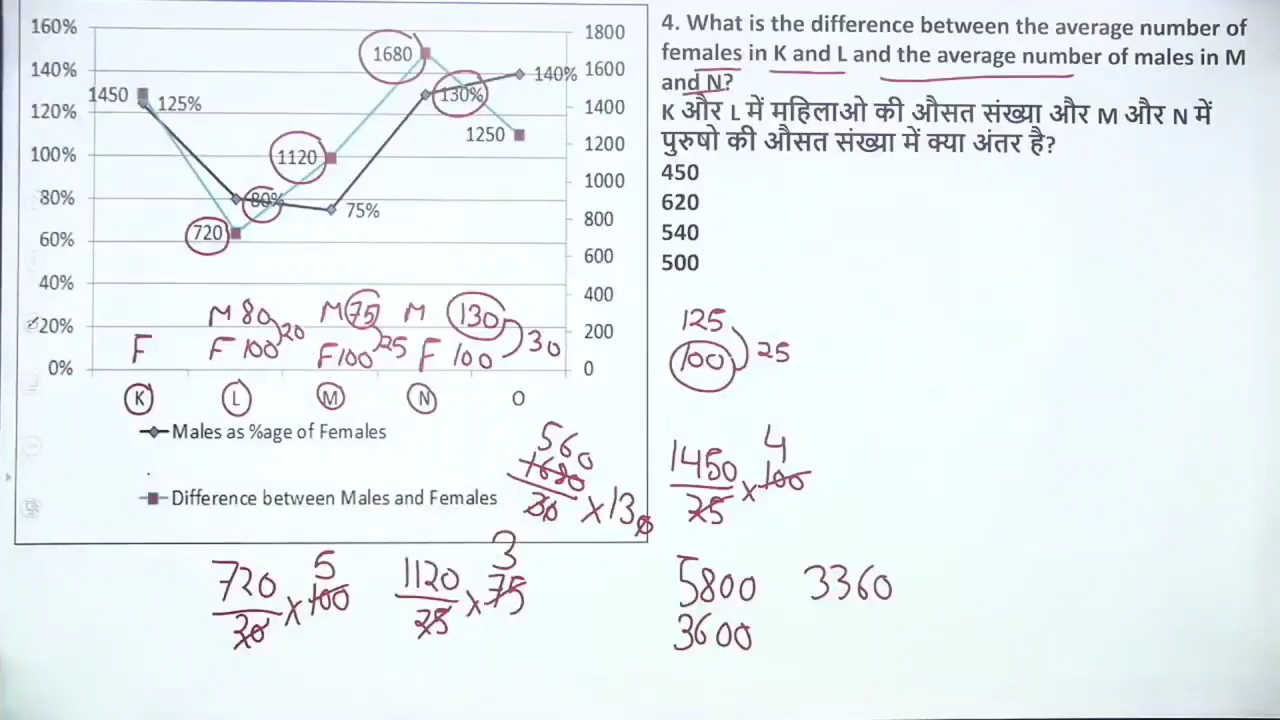 160%
140%
120%
100%
80%
60%
40%
20%
0%
1800
1600
1400
1200
1000
800
600
400
200
0
1450
125%
720
80%
1120
75%
1680
130%
1250
140%
M 80
F 100
20
M 75
F 100
25
M 130
F 100
30
F
K L M N O
Males as %age of Females
Difference between Males and Females
4. What is the difference between the average number of
females in K and L and the average number of males in M
and N?
K और L में महिलाओ की औसत संख्या और M और N में
पुरुषो की औसत संख्या में क्या अंतर है?
450
620
540
500
125
100
25
4
1450
25 × 100
560
1680
30 × 130
5
720
20 × 100
3
1120
25 × 75
5800 3360
3600